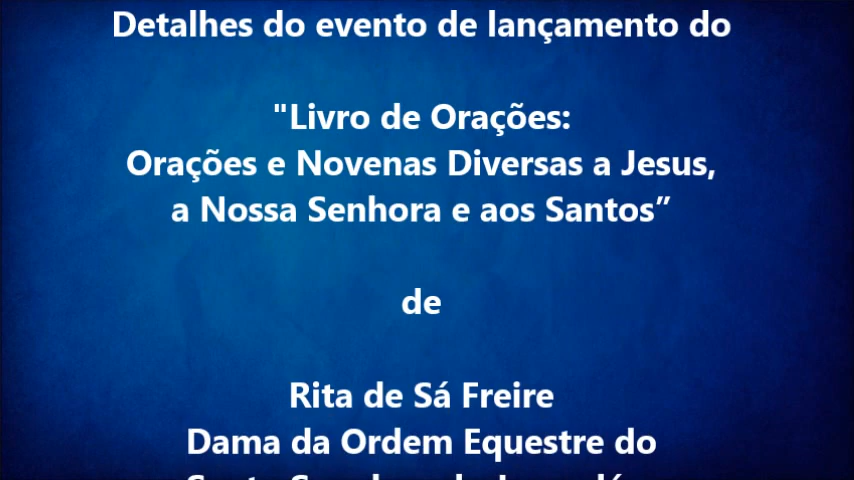 Detalhes do evento de lançamento do
"Livro de Orações:
Orações e Novenas Diversas a Jesus,
a Nossa Senhora e aos Santos”
de
Rita de Sá Freire
Dama da Ordem Equestre do